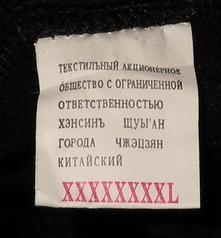 ТЕКСТИЛЬНЫЙ АКЦИОНЕРНОЕ
ОБЩЕСТВО С ОГРАНИЧЕННОЙ
ОТВЕТСТВЕННОСТЬЮ
ХЭНСИНЪ ЩУЫ'АН
ГОРОДА ЧЖЭЦЗЯН
КИТАЙСКИЙ
XXXXXXXXL